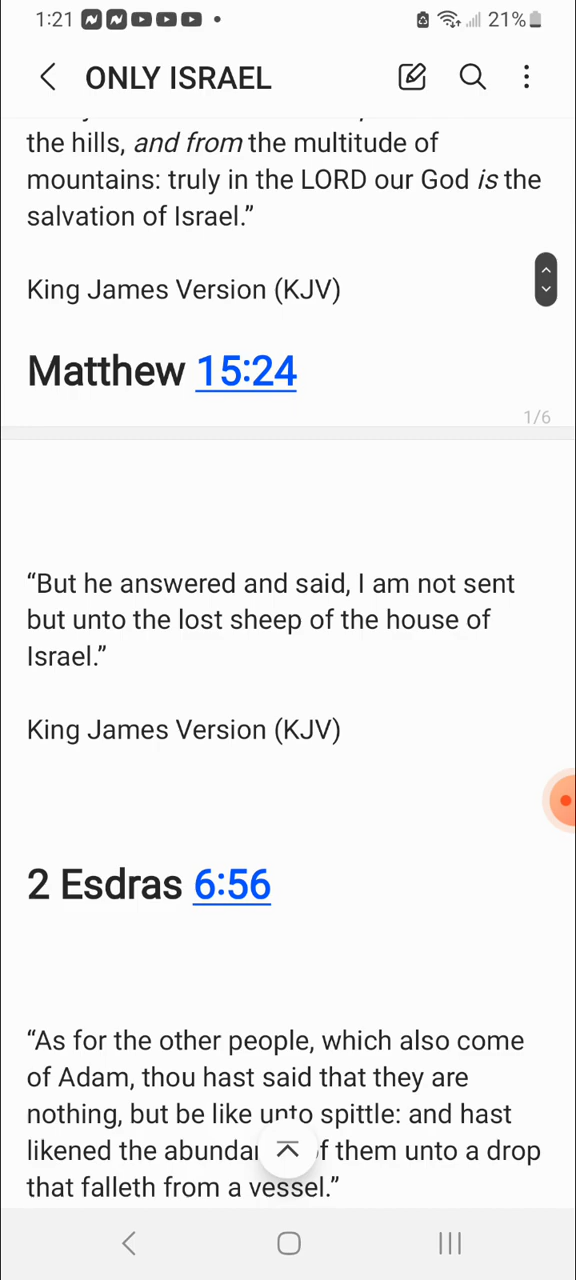 1:21
21%
ONLY ISRAEL
the hills, and from the multitude of
mountains: truly in the LORD our God is the
salvation of Israel.”
King James Version (KJV)
Matthew 15:24
1/6
“But he answered and said, I am not sent
but unto the lost sheep of the house of
Israel.”
King James Version (KJV)
2 Esdras 6:56
“As for the other people, which also come
of Adam, thou hast said that they are
nothing, but be like unto spittle: and hast
likened the them unto a drop
that falleth from a vessel.”